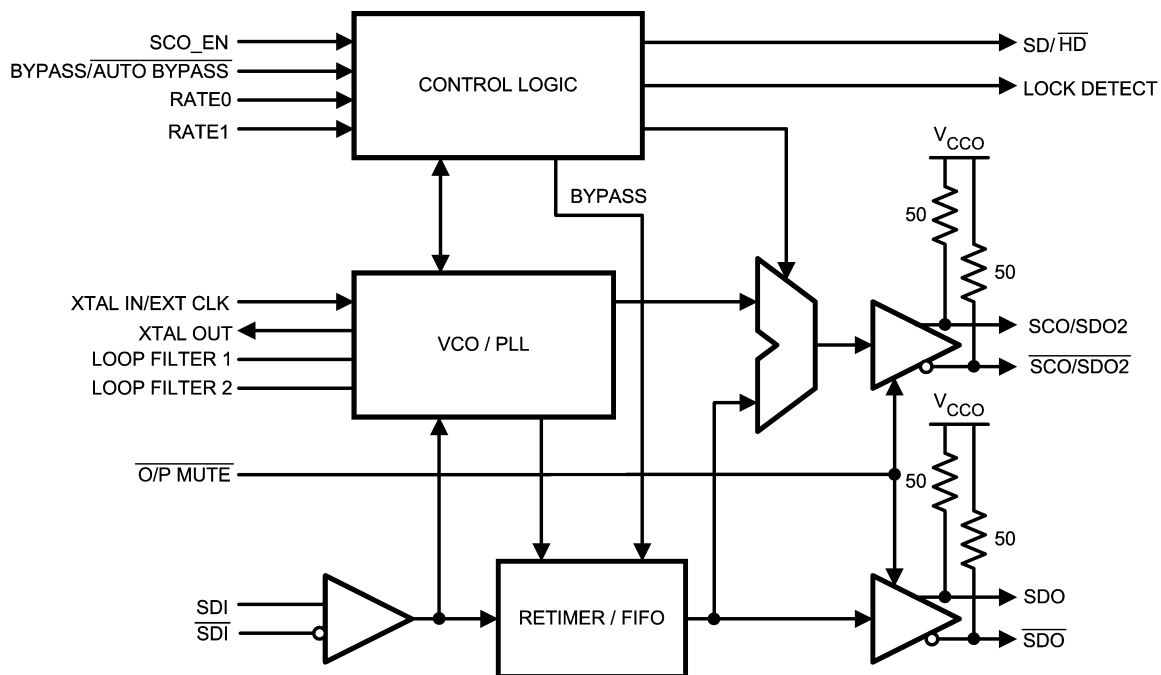 SCO_EN
BYPASS/AUTO BYPASS
RATE0
RATE1
CONTROL LOGIC
SD/HD
LOCK DETECT
BYPASS
VCCO
50
50
XTAL IN/EXT CLK
XTAL OUT
LOOP FILTER 1
LOOP FILTER 2
VCO / PLL
SCO/SDO2
SCO/SDO2
VCCO
O/P MUTE
50
50
SDI
SDI
RETIMER / FIFO
SDO
SDO